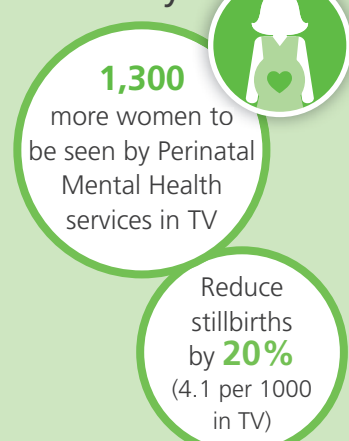 1,300
more women to
be seen by Perinatal
Mental Health
services in TV
Reduce
stillbirths
by 20%
(4.1 per 1000
in TV)